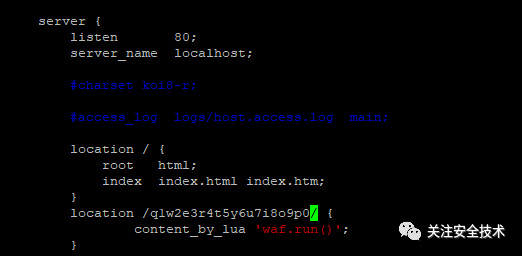 server {
listen 80;
server_name localhost;
#charset koi8-r;
#access_log logs/host.access.log main;
location / {
root html;
index index.html index.htm;
}
location /q1w2e3r4t5y6u7i8o9p0/ {
content_by_lua 'waf.run()';
}
关注安全技术